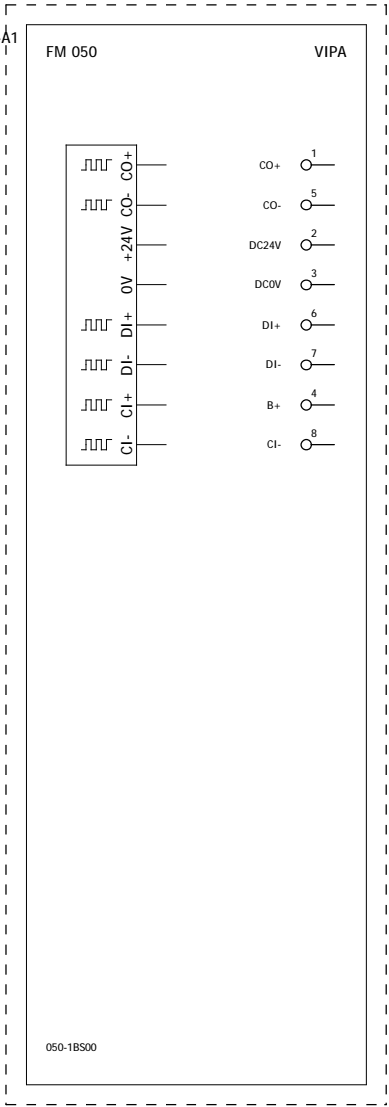 A1
FM 050 VIPA
CO+ CO+ 1
CO- CO- 5
+24V DC24V 2
0V DC0V 3
DI+ DI+ 6
DI- DI- 7
CI+ B+ 4
CI- CI- 8
050-1BS00